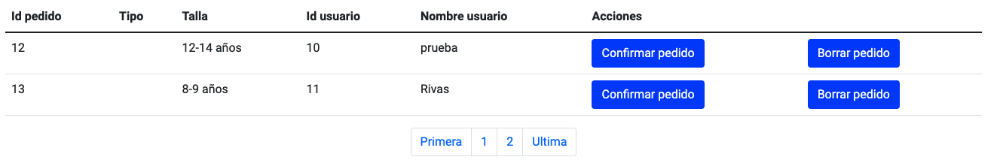 Id pedido Tipo Talla Id usuario Nombre usuario Acciones
12 12-14 años 10 prueba Confirmar pedido Borrar pedido
13 8-9 años 11 Rivas Confirmar pedido Borrar pedido
Primera 1 2 Ultima